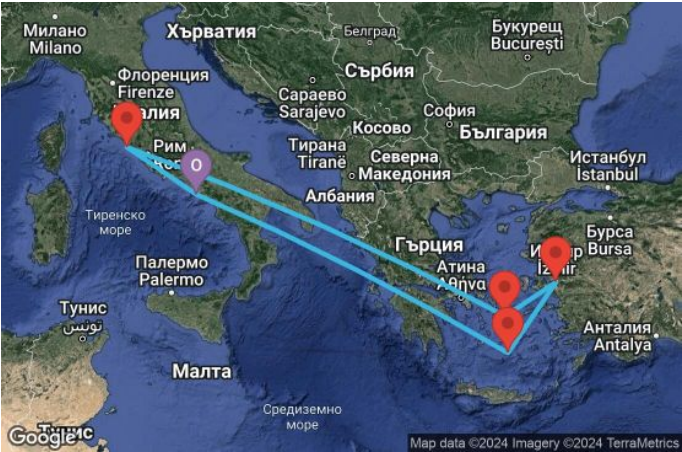 Милано
Milano
Хърватия
Белград
Букурещ
București
Флоренция
Firenze
Сърбия
Сараево
Sarajevo
София
Косово
България
Рим
O
Тирана
Tiranë
Северна
Македония
Истанбул
İstanbul
Албания
Тиренско
море
Гърция
Бурса
Bursa
Атина
Αθήνα
Палермо
Palermo
Тунис
تونس
Анталия
Antalya
Малта
Средиземно
море
Google
Map data ©2024 Imagery ©2024 TerraMetrics